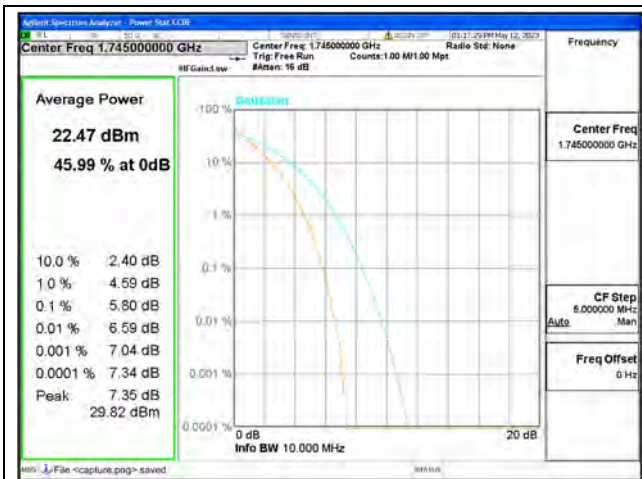 Agilent Spectrum Analyzer - Power Stat CCDF
Center Freq 1.745000000 GHz
Center Freq: 1.745000000 GHz
Trig: Free Run
Counts:1.00 M/1.00 Mpt
#IFGain:Low
#Atten: 16 dB
01:17:29 PM May 12, 2023
Radio Std: None
Frequency
Average Power
22.47 dBm
45.99 % at 0dB
10.0 % 2.40 dB
1.0 % 4.59 dB
0.1 % 5.80 dB
0.01 % 6.59 dB
0.001 % 7.04 dB
0.0001 % 7.34 dB
Peak 7.35 dB
29.82 dBm
100 %
Gaussian
10 %
1 %
0.1 %
0.01 %
0.001 %
0.0001 %
0 dB
20 dB
Info BW 10.000 MHz
Center Freq
1.745000000 GHz
CF Step
5.000000 MHz
Auto Man
Freq Offset
0 Hz
MSG File <capture.png> saved
STATUS